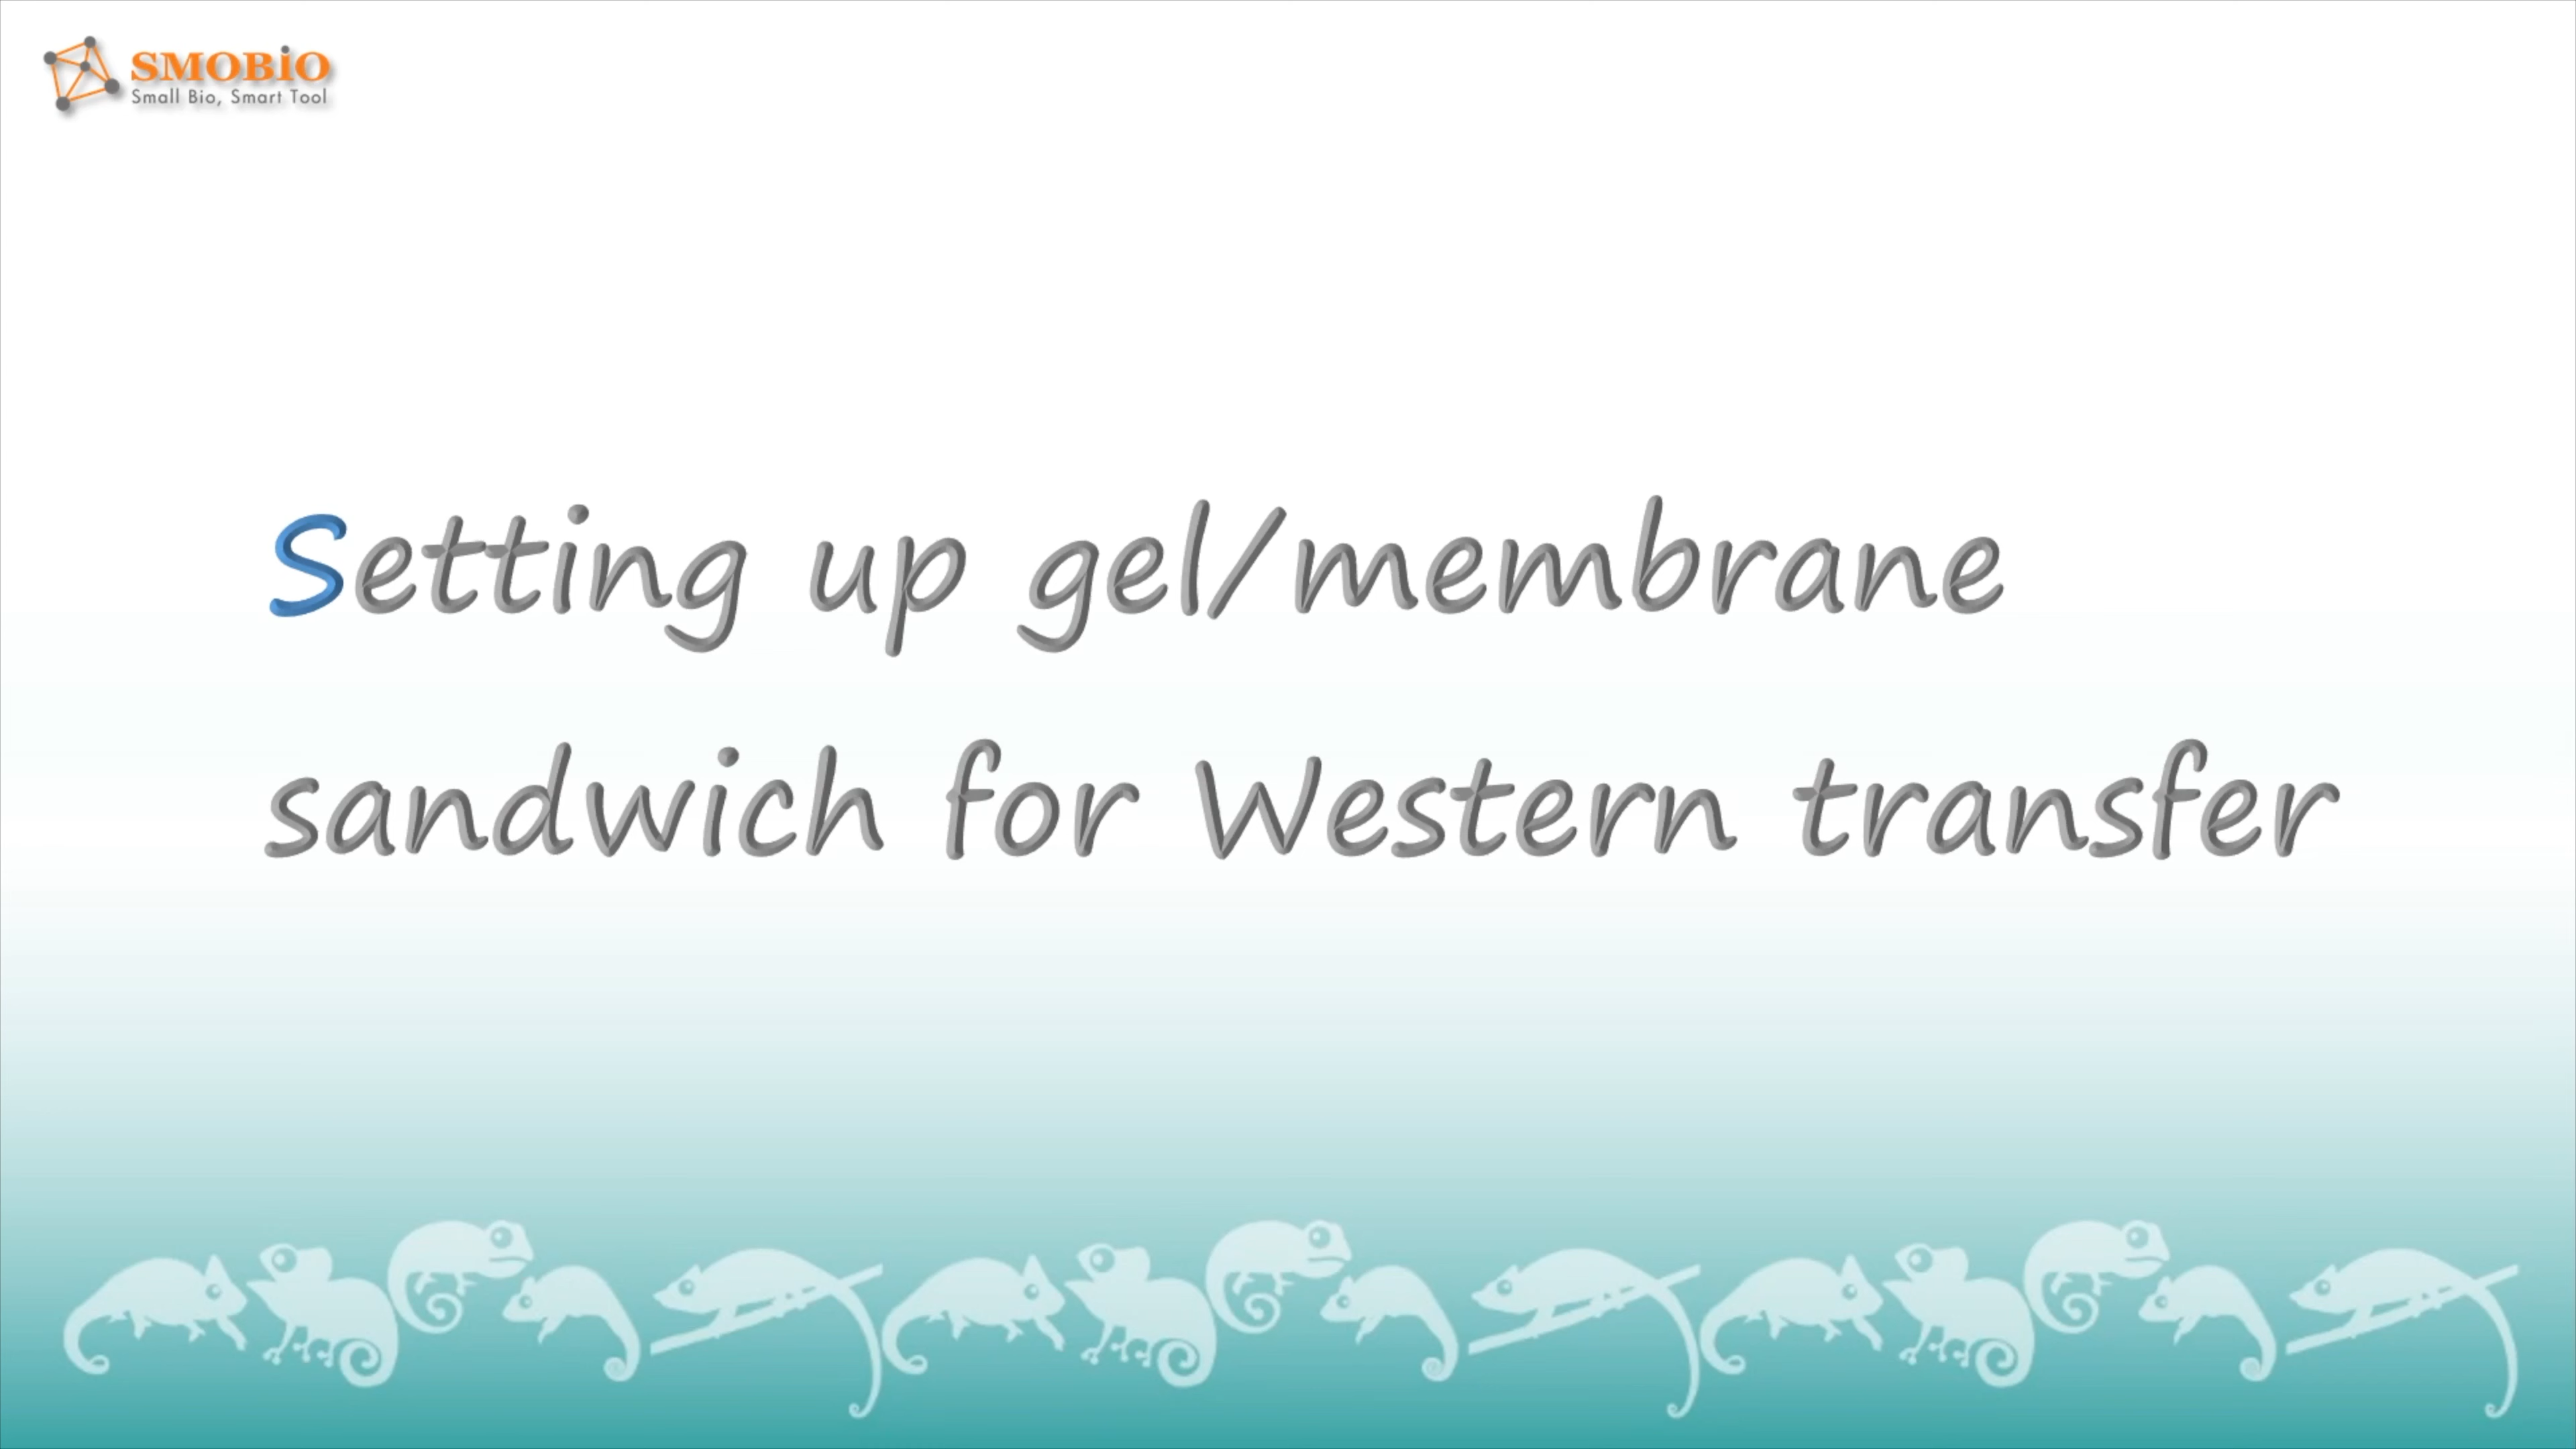 SMOBiO
Small Bio, Smart Tool
Setting up gel/membrane
sandwich for Western transfer